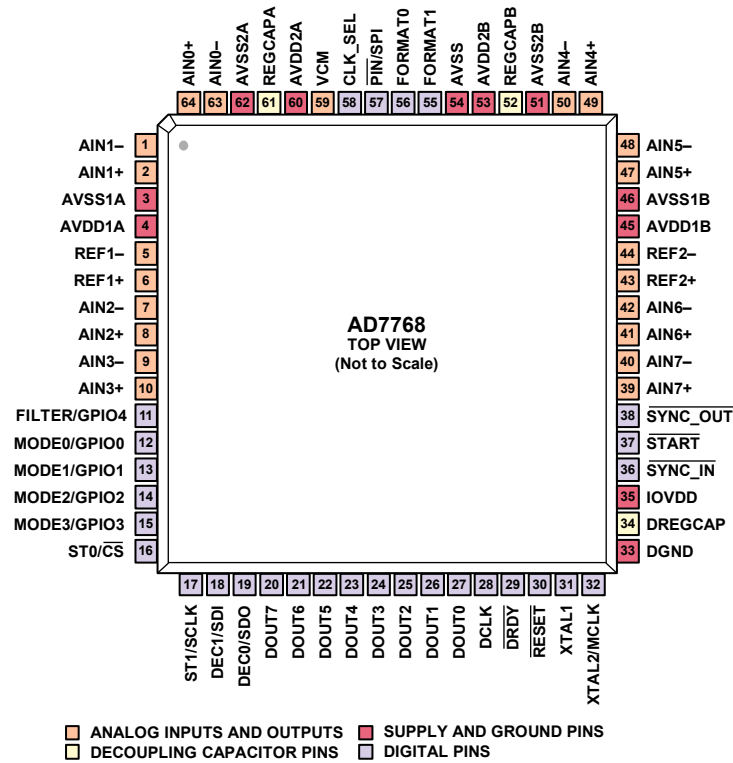 AIN0+
AIN0–
AVSS2A
REGCAPA
AVDD2A
VCM
CLK_SEL
PIN/SPI
FORMAT0
FORMAT1
AVSS
AVDD2B
REGCAPB
AVSS2B
AIN4–
AIN4+
64 63 62 61 60 59 58 57 56 55 54 53 52 51 50 49
AIN1– 1
AIN1+ 2
AVSS1A 3
AVDD1A 4
REF1– 5
REF1+ 6
AIN2– 7
AIN2+ 8
AIN3– 9
AIN3+ 10
FILTER/GPIO4 11
MODE0/GPIO0 12
MODE1/GPIO1 13
MODE2/GPIO2 14
MODE3/GPIO3 15
ST0/CS 16
AD7768
TOP VIEW
(Not to Scale)
48 AIN5–
47 AIN5+
46 AVSS1B
45 AVDD1B
44 REF2–
43 REF2+
42 AIN6–
41 AIN6+
40 AIN7–
39 AIN7+
38 SYNC_OUT
37 START
36 SYNC_IN
35 IOVDD
34 DREGCAP
33 DGND
17 18 19 20 21 22 23 24 25 26 27 28 29 30 31 32
ST1/SCLK
DEC1/SDI
DEC0/SDO
DOUT7
DOUT6
DOUT5
DOUT4
DOUT3
DOUT2
DOUT1
DOUT0
DCLK
DRDY
RESET
XTAL1
XTAL2/MCLK
ANALOG INPUTS AND OUTPUTS
SUPPLY AND GROUND PINS
DECOUPLING CAPACITOR PINS
DIGITAL PINS